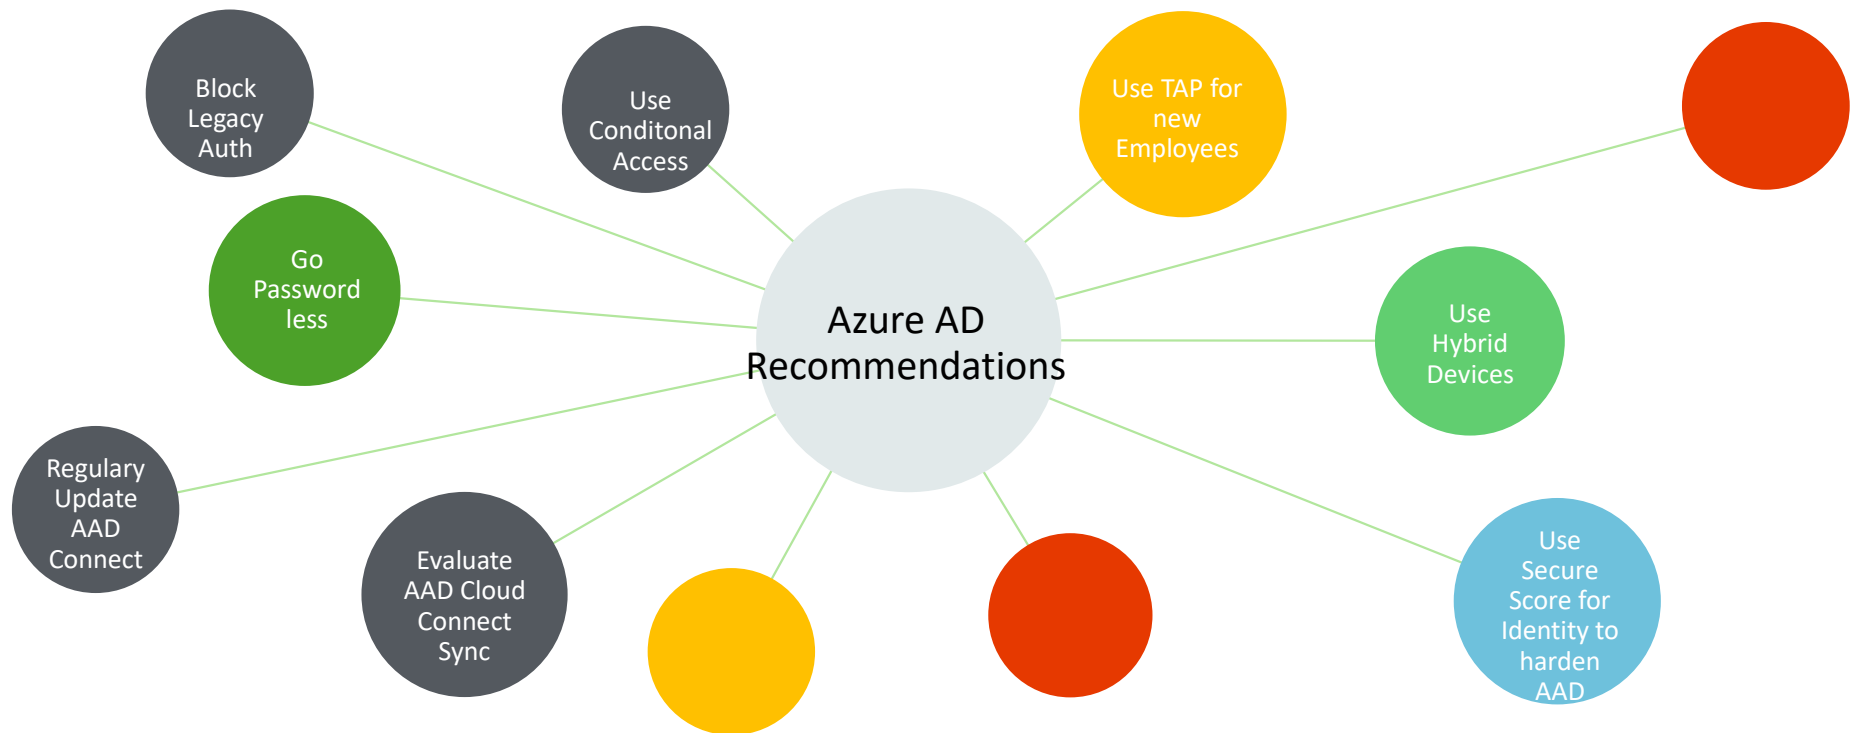 Block
Legacy
Auth
Use
Conditonal
Access
Use TAP for
new
Employees
Go
Password
less
Azure AD
Recommendations
Use
Hybrid
Devices
Regulary
Update
AAD
Connect
Evaluate
AAD Cloud
Connect
Sync
Use
Secure
Score for
Identity to
harden
AAD